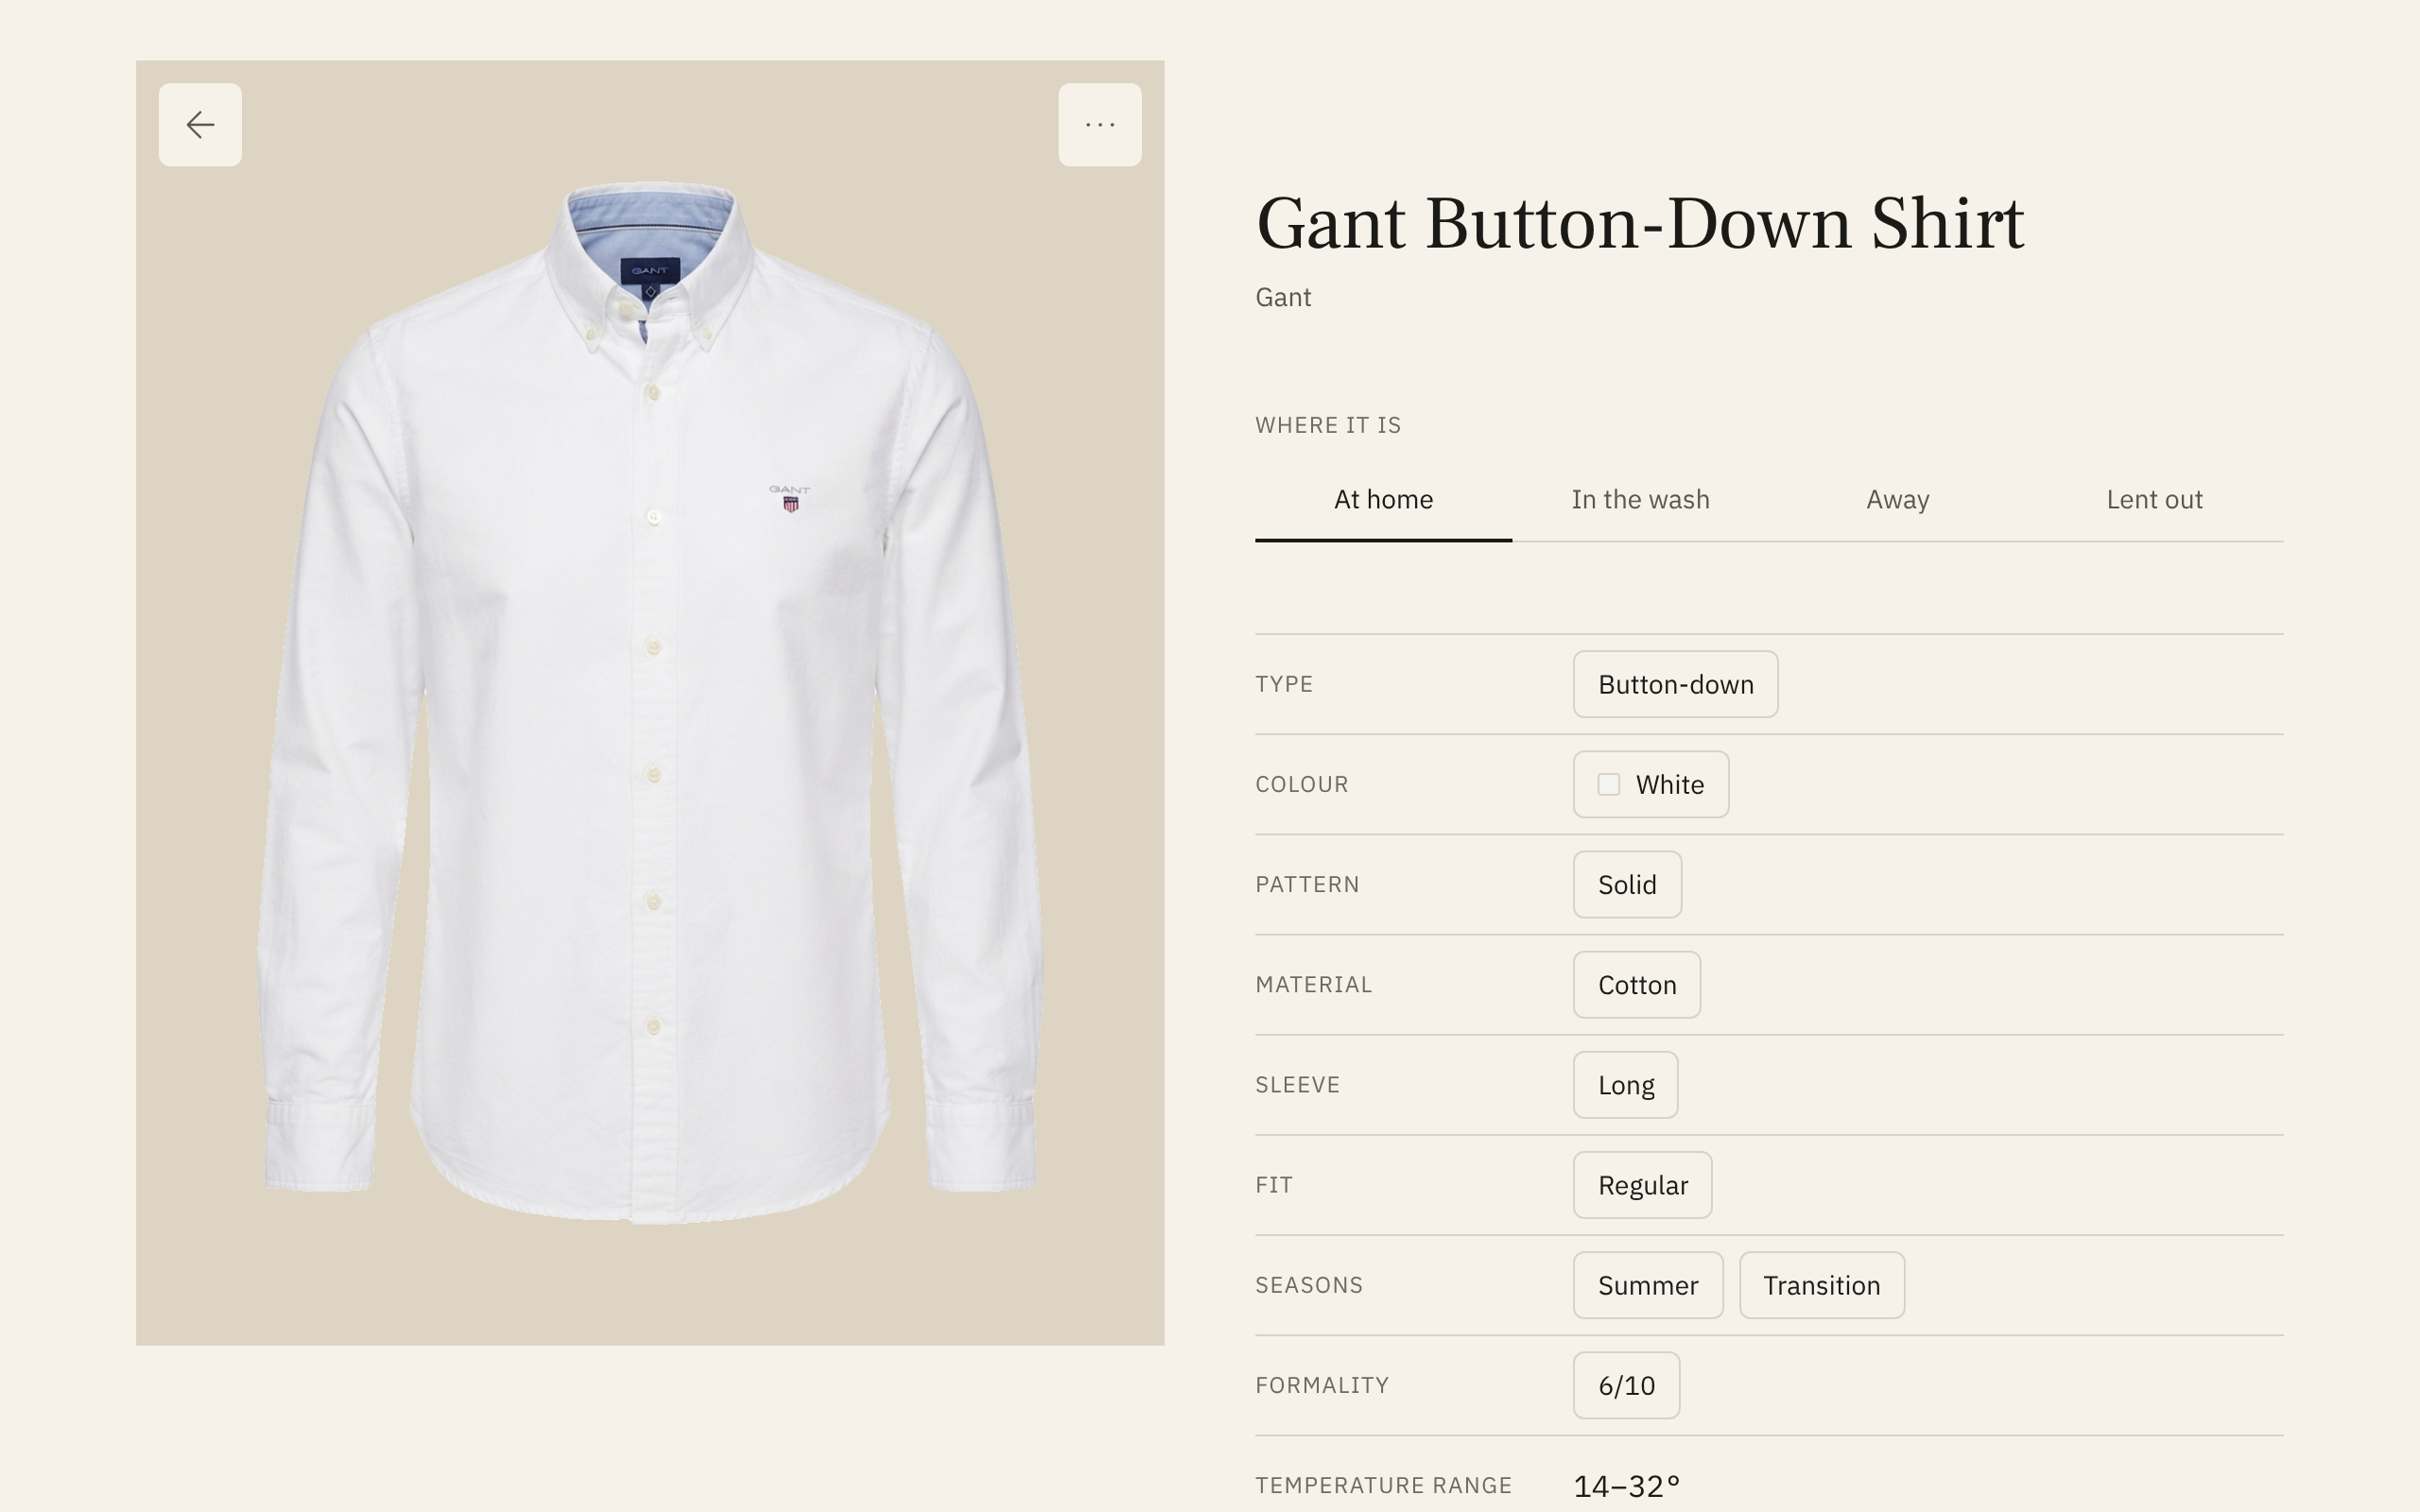 Gant Button-Down Shirt
Gant
WHERE IT IS
At home In the wash Away Lent out
TYPE Button-down
COLOUR White
PATTERN Solid
MATERIAL Cotton
SLEEVE Long
FIT Regular
SEASONS Summer Transition
FORMALITY 6/10
TEMPERATURE RANGE 14–32°
GANT
GANT